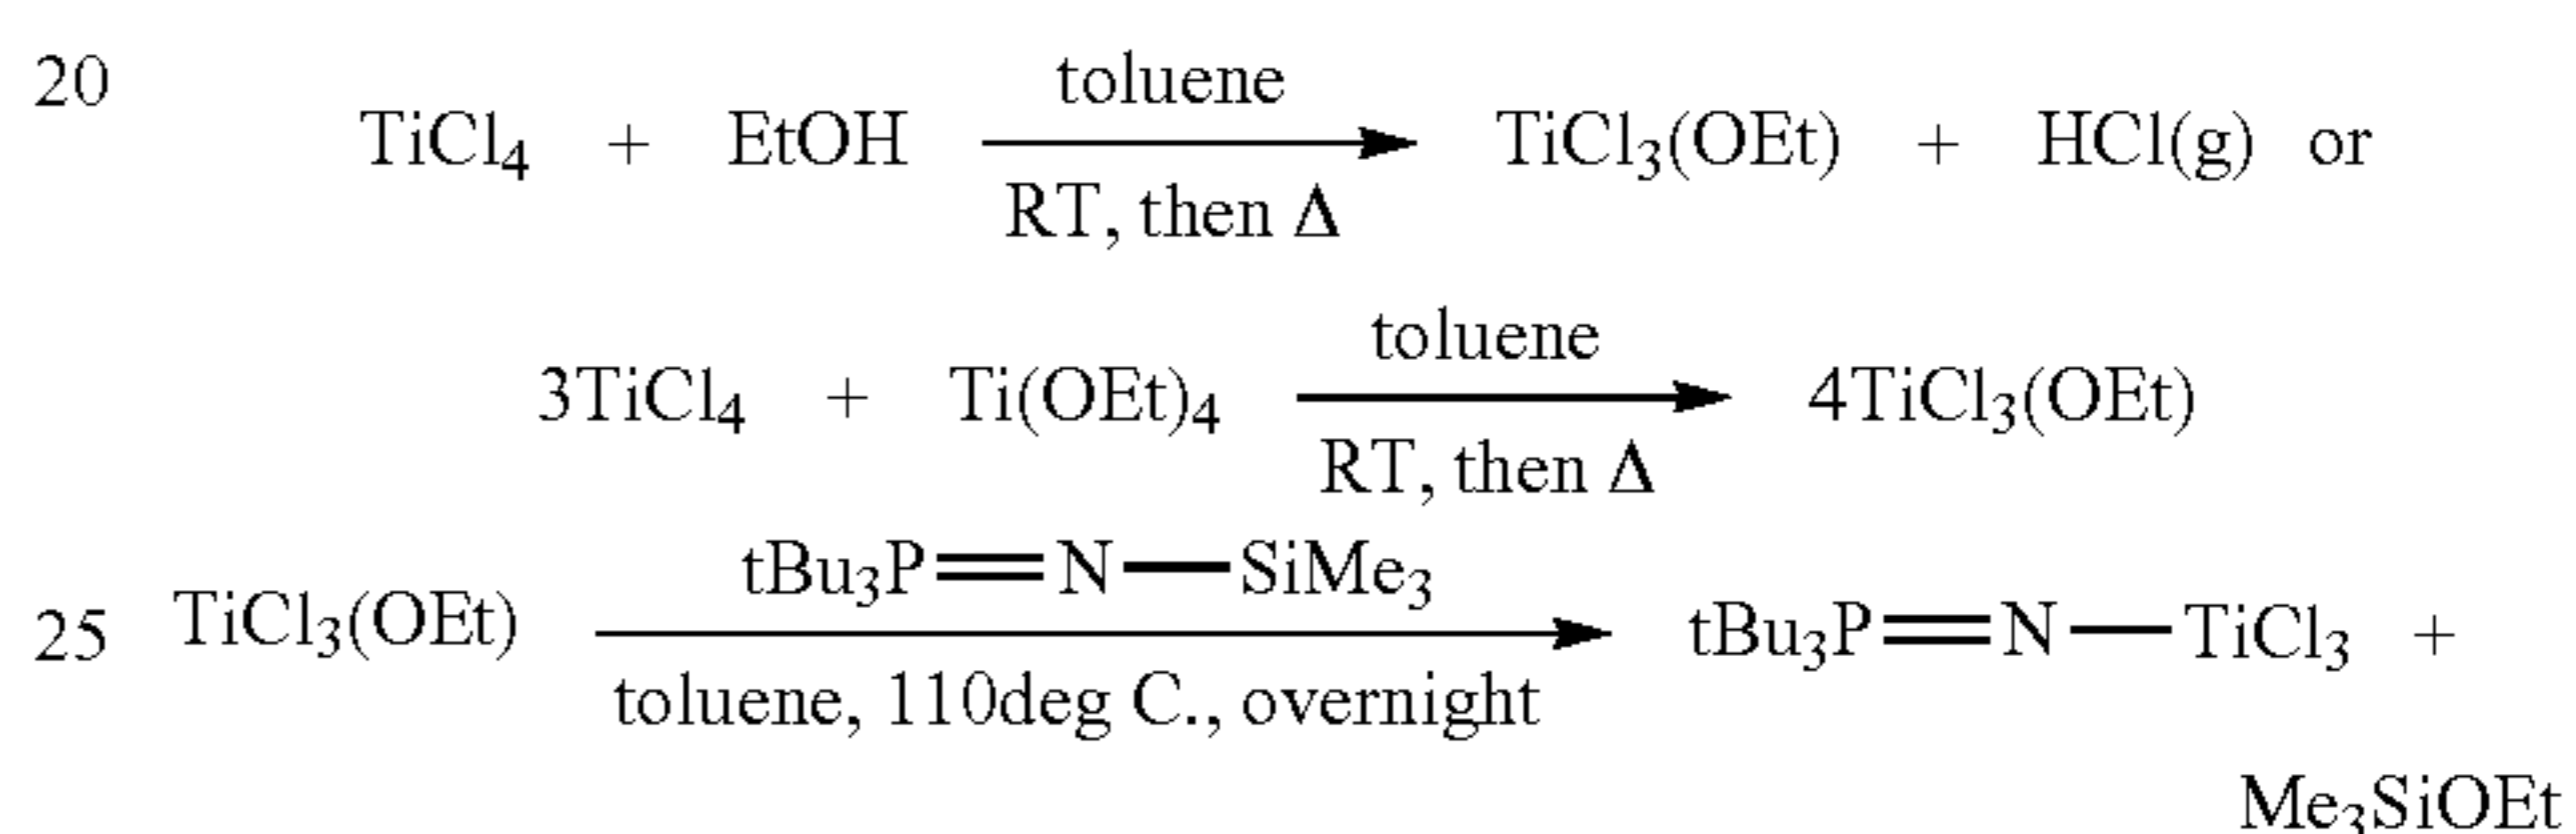 20
toluene
TiCl4 + EtOH → TiCl3(OEt) + HCl(g) or
RT, then Δ
toluene
3TiCl4 + Ti(OEt)4 → 4TiCl3(OEt)
RT, then Δ
tBu3P=N—SiMe3
25 TiCl3(OEt) → tBu3P=N—TiCl3 +
toluene, 110deg C., overnight
Me3SiOEt